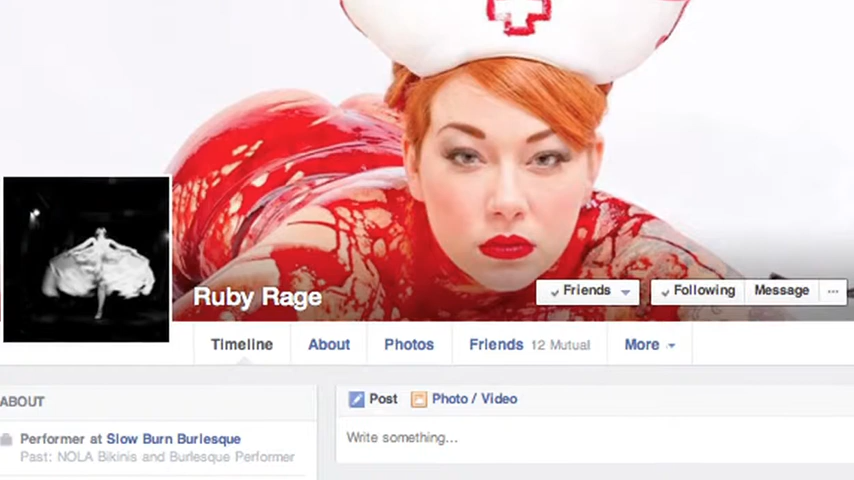 Ruby Rage
Friends
Following
Message
...
Timeline
About
Photos
Friends 12 Mutual
More
ABOUT
Performer at Slow Burn Burlesque
Past: NOLA Bikinis and Burlesque Performer
Post
Photo / Video
Write something...